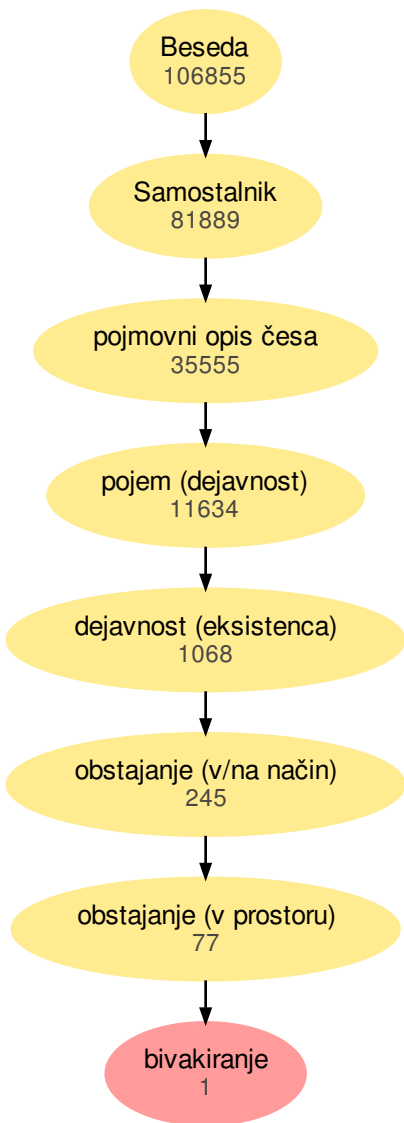 Beseda
106855
Samostalnik
81889
pojmovni opis česa
35555
pojem (dejavnost)
11634
dejavnost (eksistenca)
1068
obstajanje (v/na način)
245
obstajanje (v prostoru)
77
bivakiranje
1